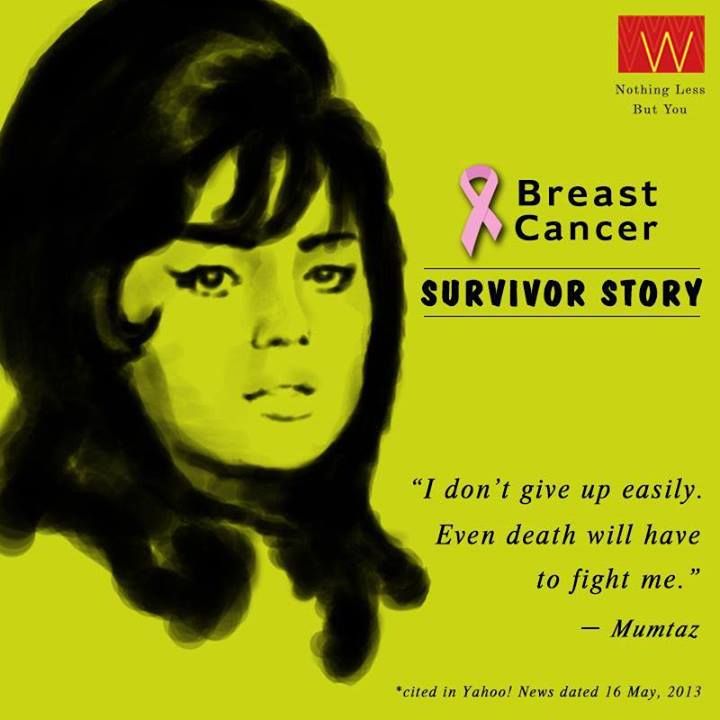 W
Nothing Less
But You
Breast
Cancer
SURVIVOR STORY
“I don’t give up easily.
Even death will have
to fight me.”
— Mumtaz
*cited in Yahoo! News dated 16 May, 2013